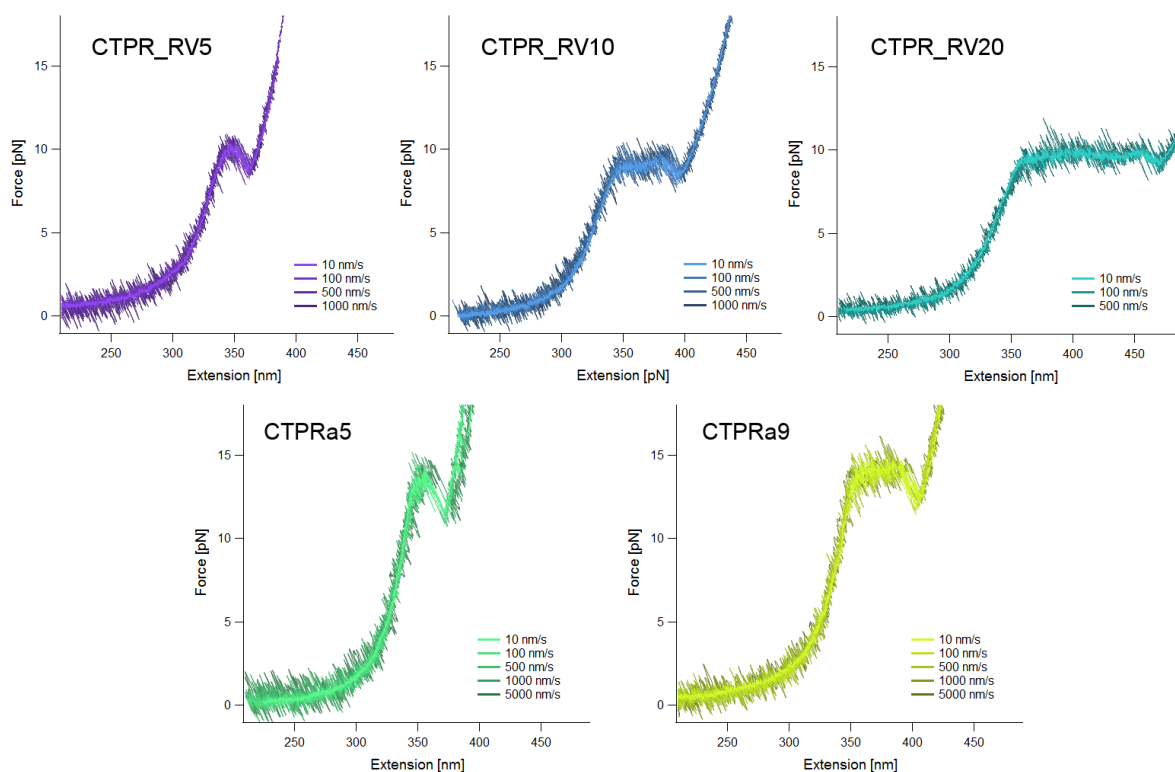 CTPR_RV5
Force [pN]
15
10
5
0
10 nm/s
100 nm/s
500 nm/s
1000 nm/s
250
300
350
400
450
Extension [nm]
CTPR_RV10
Force [pN]
15
10
5
0
10 nm/s
100 nm/s
500 nm/s
1000 nm/s
250
300
350
400
450
Extension [pN]
CTPR_RV20
Force [pN]
15
10
5
0
10 nm/s
100 nm/s
500 nm/s
250
300
350
400
450
Extension [nm]
CTPRa5
Force [pN]
15
10
5
0
10 nm/s
100 nm/s
500 nm/s
1000 nm/s
5000 nm/s
250
300
350
400
450
Extension [nm]
CTPRa9
Force [pN]
15
10
5
0
10 nm/s
100 nm/s
500 nm/s
1000 nm/s
5000 nm/s
250
300
350
400
450
Extension [nm]